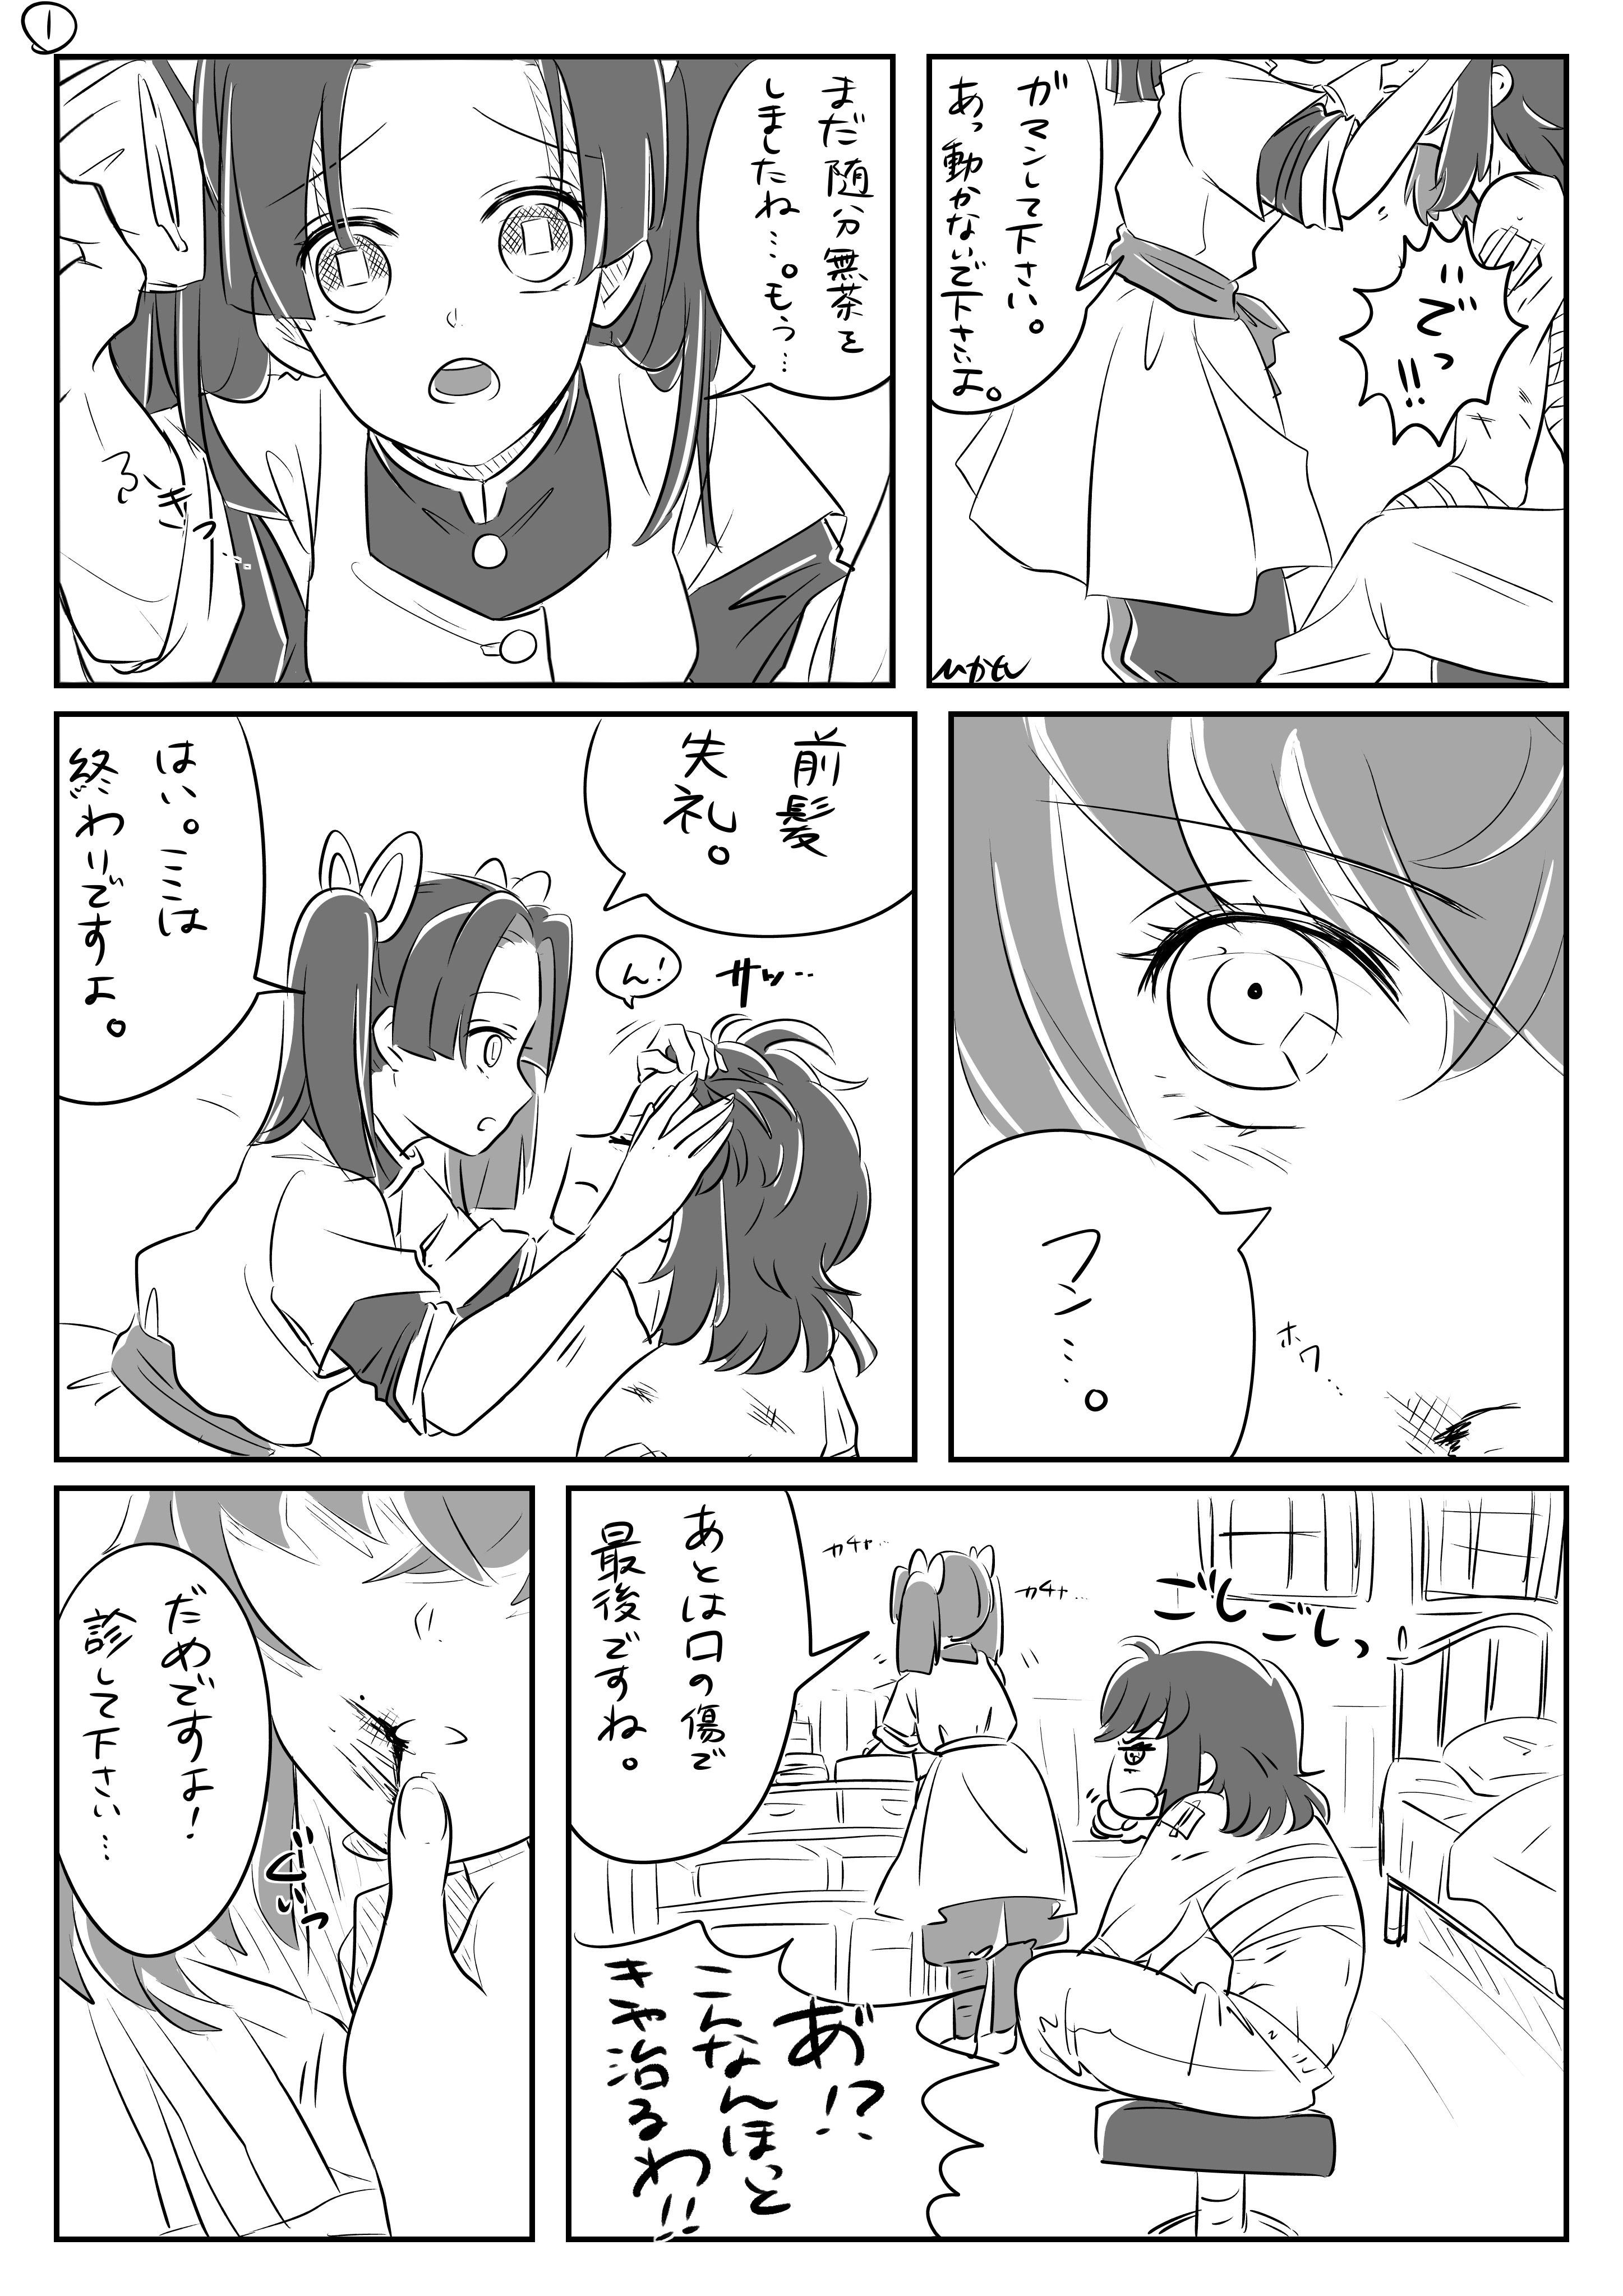 1
ガマンして下さい。
あっ動かないで下さいよ。
でっ!!
いかそん
まだ随分無茶を
しましたね…。もう…
ふきっ…
フン…。
ホワ…
前髪
失礼。
サッ…
ん!
はい。ここは
終わりですよ。
あとは口の傷で
最後ですね。
カチャ…
カチャ…
ごしごしっ
あ゛!?
こんなんほっと
きゃ治るわ!!
だめですよ!
診して下さい…
ぐいっ